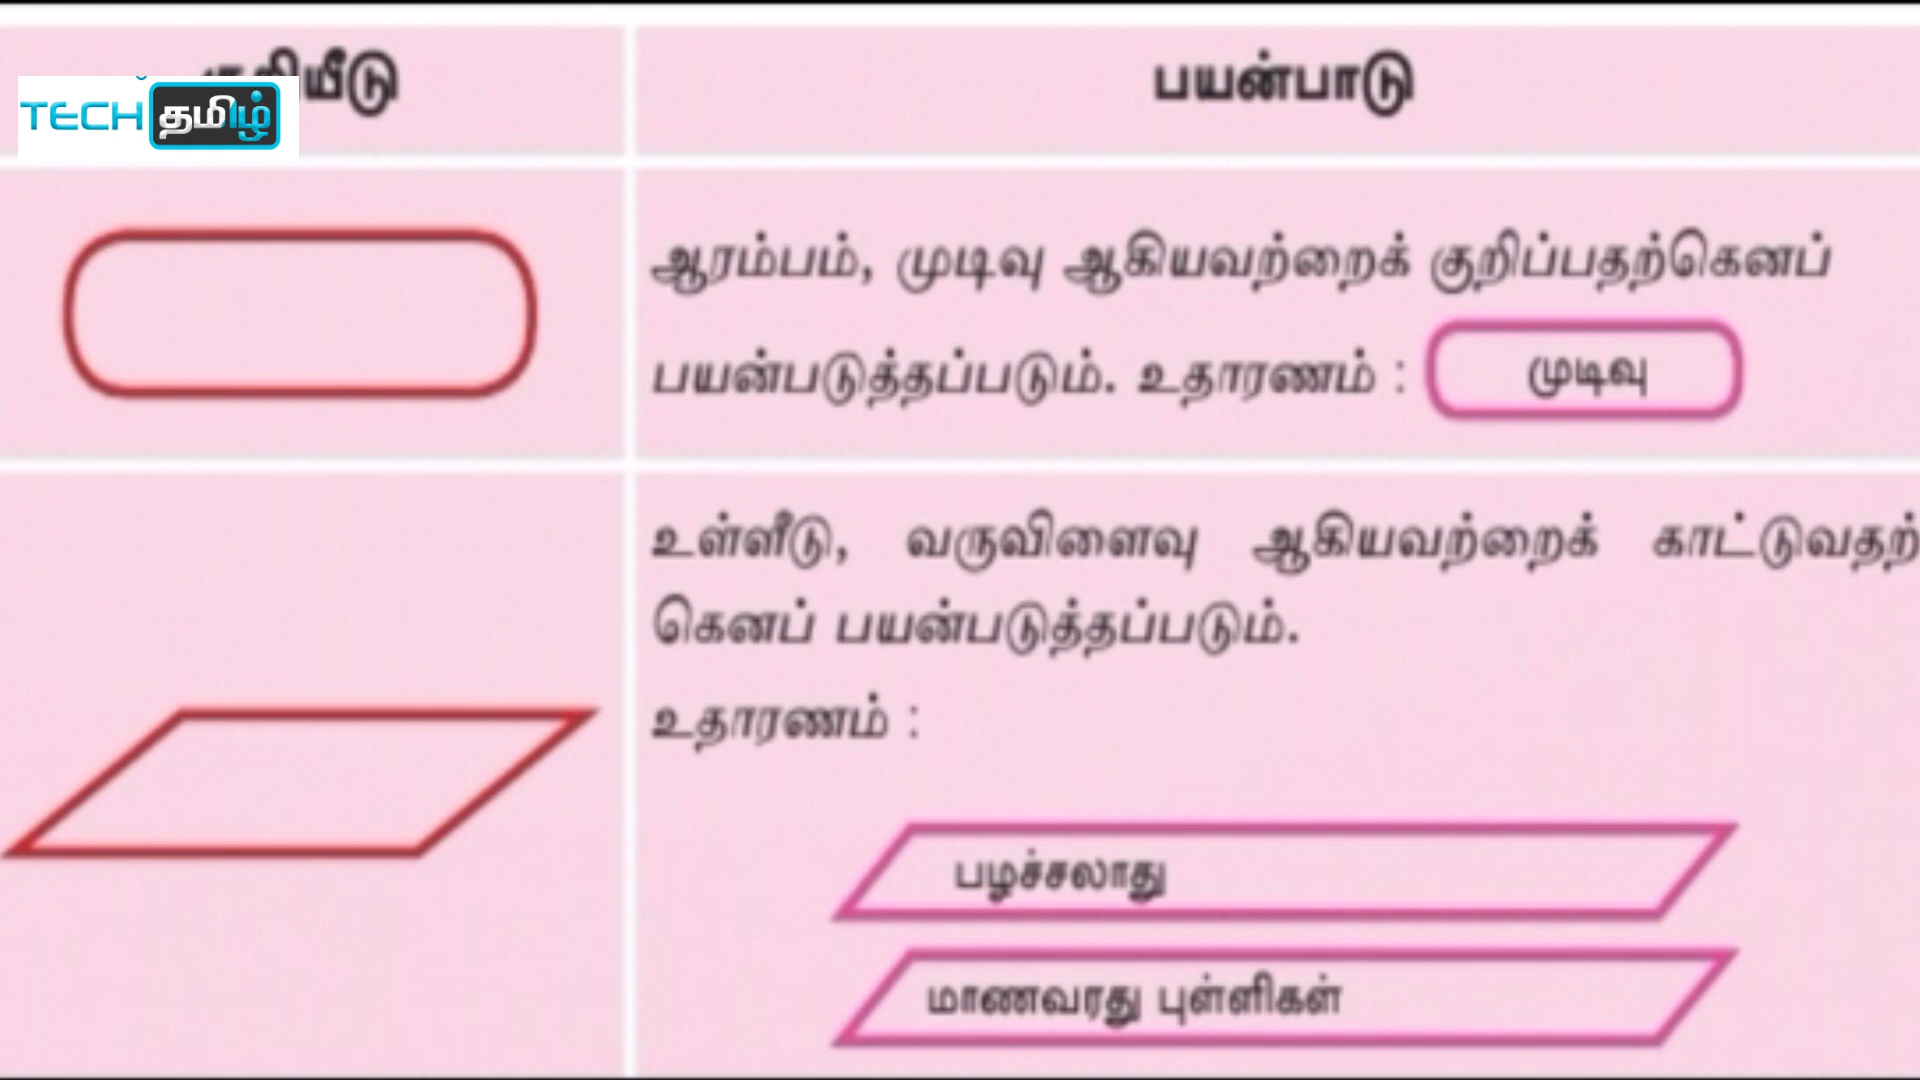 TECH தமிழ்
பயன்பாடு
ஆரம்பம், முடிவு ஆகியவற்றைக் குறிப்பதற்கெனப்
பயன்படுத்தப்படும். உதாரணம் : முடிவு
உள்ளீடு, வருவிளைவு ஆகியவற்றைக் காட்டுவதற்
கெனப் பயன்படுத்தப்படும்.
உதாரணம் :
பழச்சலாது
மாணவரது புள்ளிகள்